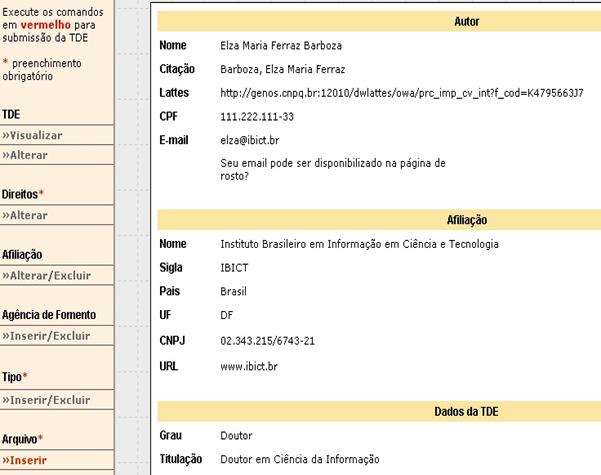 Execute os comandos
em vermelho para
submissão da TDE
* preenchimento
obrigatório
TDE
»Visualizar
»Alterar
Direitos*
»Alterar
Afiliação
»Alterar/Excluir
Agência de Fomento
»Inserir/Excluir
Tipo*
»Inserir/Excluir
Arquivo*
»Inserir
Autor
Nome Elza Maria Ferraz Barboza
Citação Barboza, Elza Maria Ferraz
Lattes http://genos.cnpq.br:12010/dwlattes/owa/prc_imp_cv_int?f_cod=K4795663J7
CPF 111.222.111-33
E-mail elza@ibict.br
Seu email pode ser disponibilizado na página de
rosto?
Afiliação
Nome Instituto Brasileiro em Informação em Ciência e Tecnologia
Sigla IBICT
Pais Brasil
UF DF
CNPJ 02.343.215/6743-21
URL www.ibict.br
Dados da TDE
Grau Doutor
Titulação Doutor em Ciência da Informação